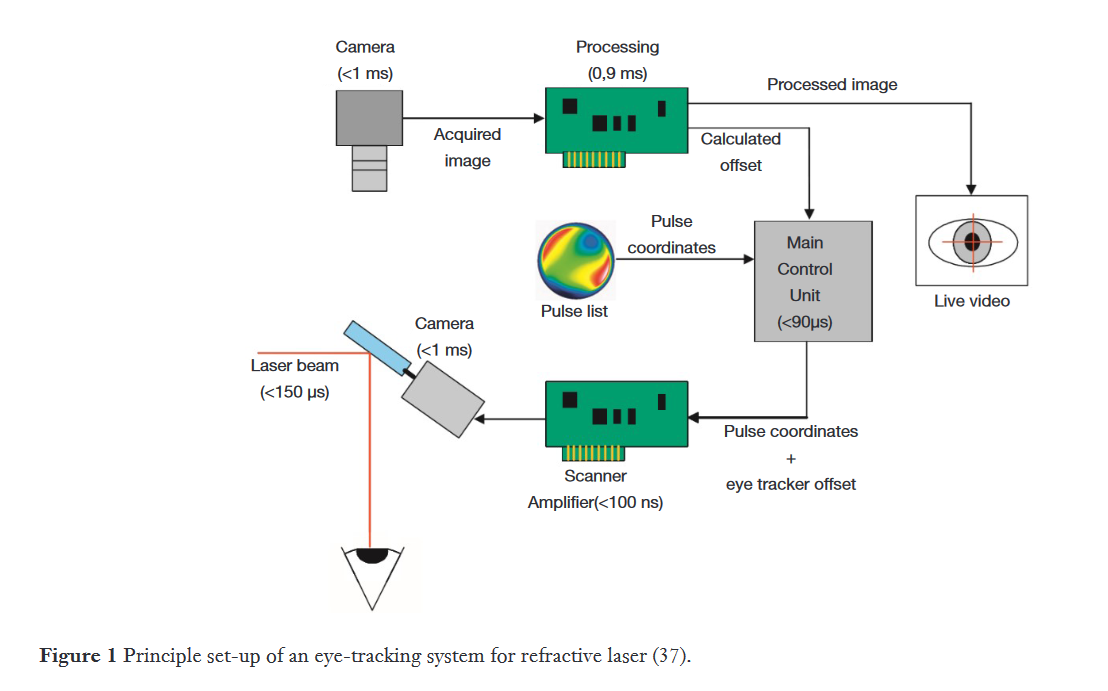 Camera
(<1 ms)
Processing
(0,9 ms)
Processed image
Acquired
image
Calculated
offset
Pulse
coordinates
Pulse list
Main
Control
Unit
(<90µs)
Live video
Camera
(<1 ms)
Laser beam
(<150 µs)
Scanner
Amplifier(<100 ns)
Pulse coordinates
+
eye tracker offset
Figure 1 Principle set-up of an eye-tracking system for refractive laser (37).